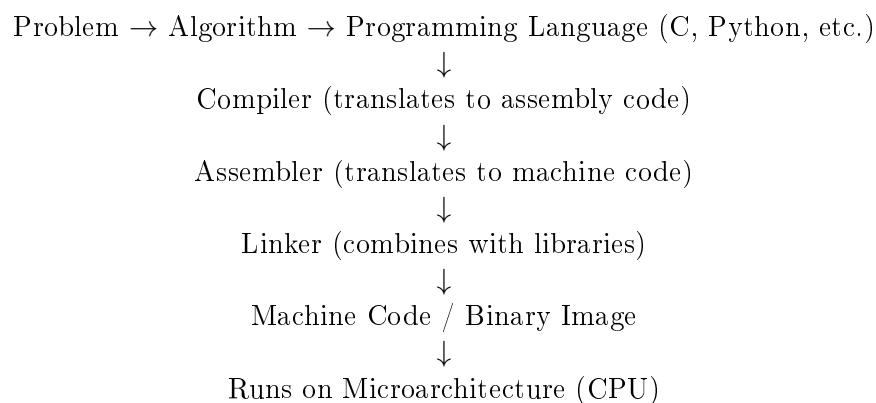 Problem → Algorithm → Programming Language (C, Python, etc.)
↓
Compiler (translates to assembly code)
↓
Assembler (translates to machine code)
↓
Linker (combines with libraries)
↓
Machine Code / Binary Image
↓
Runs on Microarchitecture (CPU)